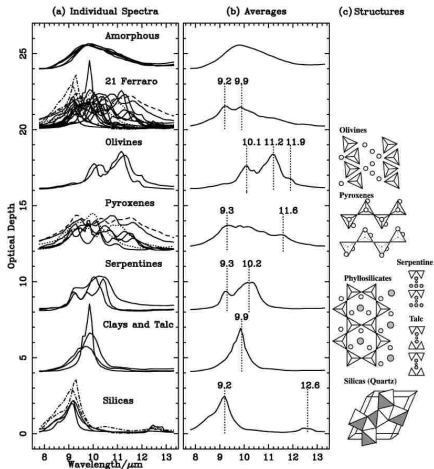 (a) Individual Spectra
(b) Averages
(c) Structures
Optical Depth
25
20
15
10
5
0
Amorphous
21 Ferraro
Olivines
Pyroxenes
Serpentines
Clays and Talc
Silicas
8 9 10 11 12 13
Wavelength/μm
9.2 9.9
10.1 11.2 11.9
9.3 11.6
9.3 10.2
9.9
9.2 12.6
8 9 10 11 12 13
Olivines
Pyroxenes
Serpentine
Phyllosilicates
Talc
Silicas (Quartz)